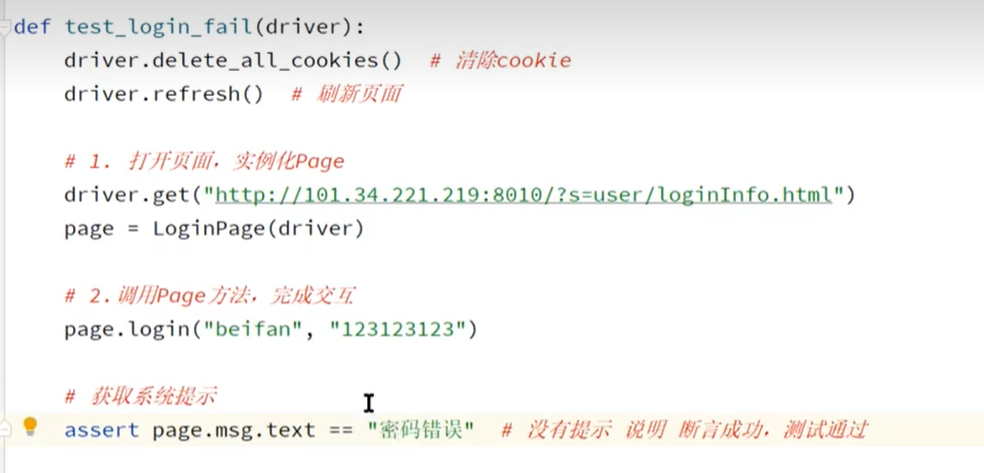 def test_login_fail(driver):
driver.delete_all_cookies()  # 清除cookie
driver.refresh()  # 刷新页面
# 1. 打开页面，实例化Page
driver.get("http://101.34.221.219:8010/?s=user/loginInfo.html")
page = LoginPage(driver)
# 2.调用Page方法，完成交互
page.login("beifan", "123123123")
# 获取系统提示
assert page.msg.text == "密码错误"  # 没有提示 说明 断言成功，测试通过